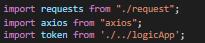 import requests from "./request";
import axios from "axios";
import token from './../logicApp';